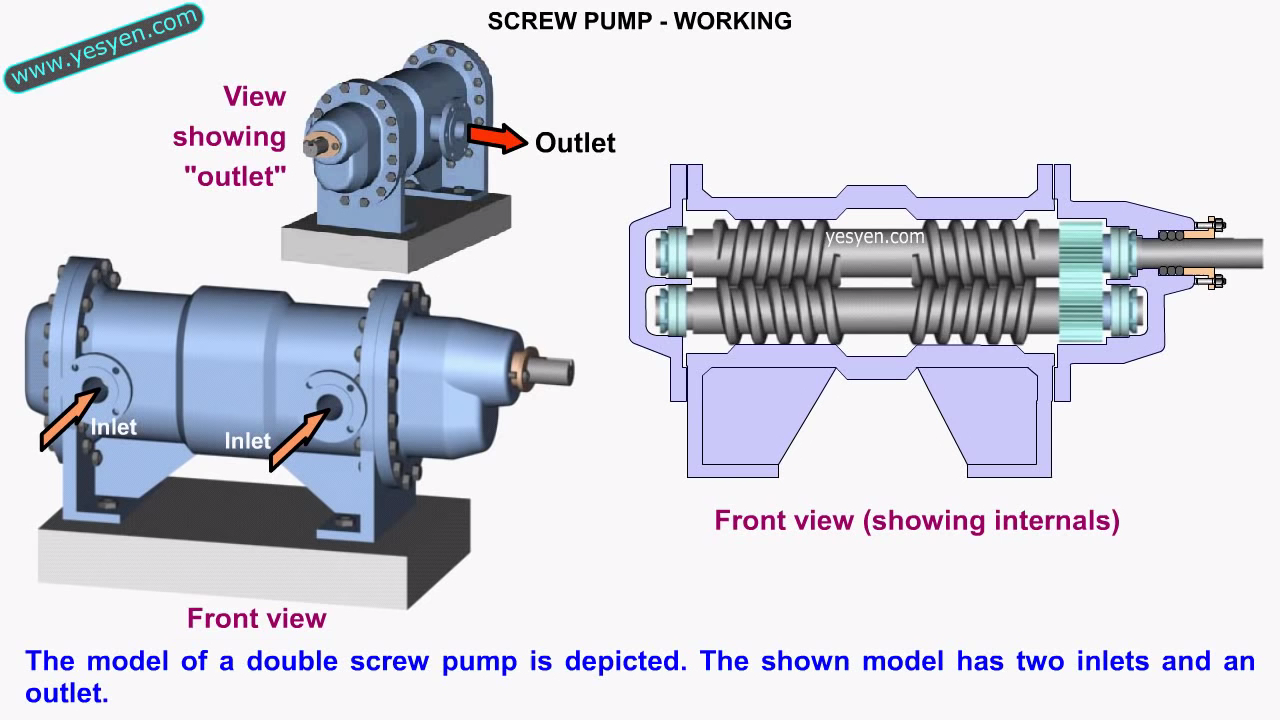 SCREW PUMP - WORKING
www.yesyen.com
View
showing
"outlet"
Outlet
yesyen.com
Inlet
Inlet
Front view (showing internals)
Front view
The model of a double screw pump is depicted. The shown model has two inlets and an
outlet.